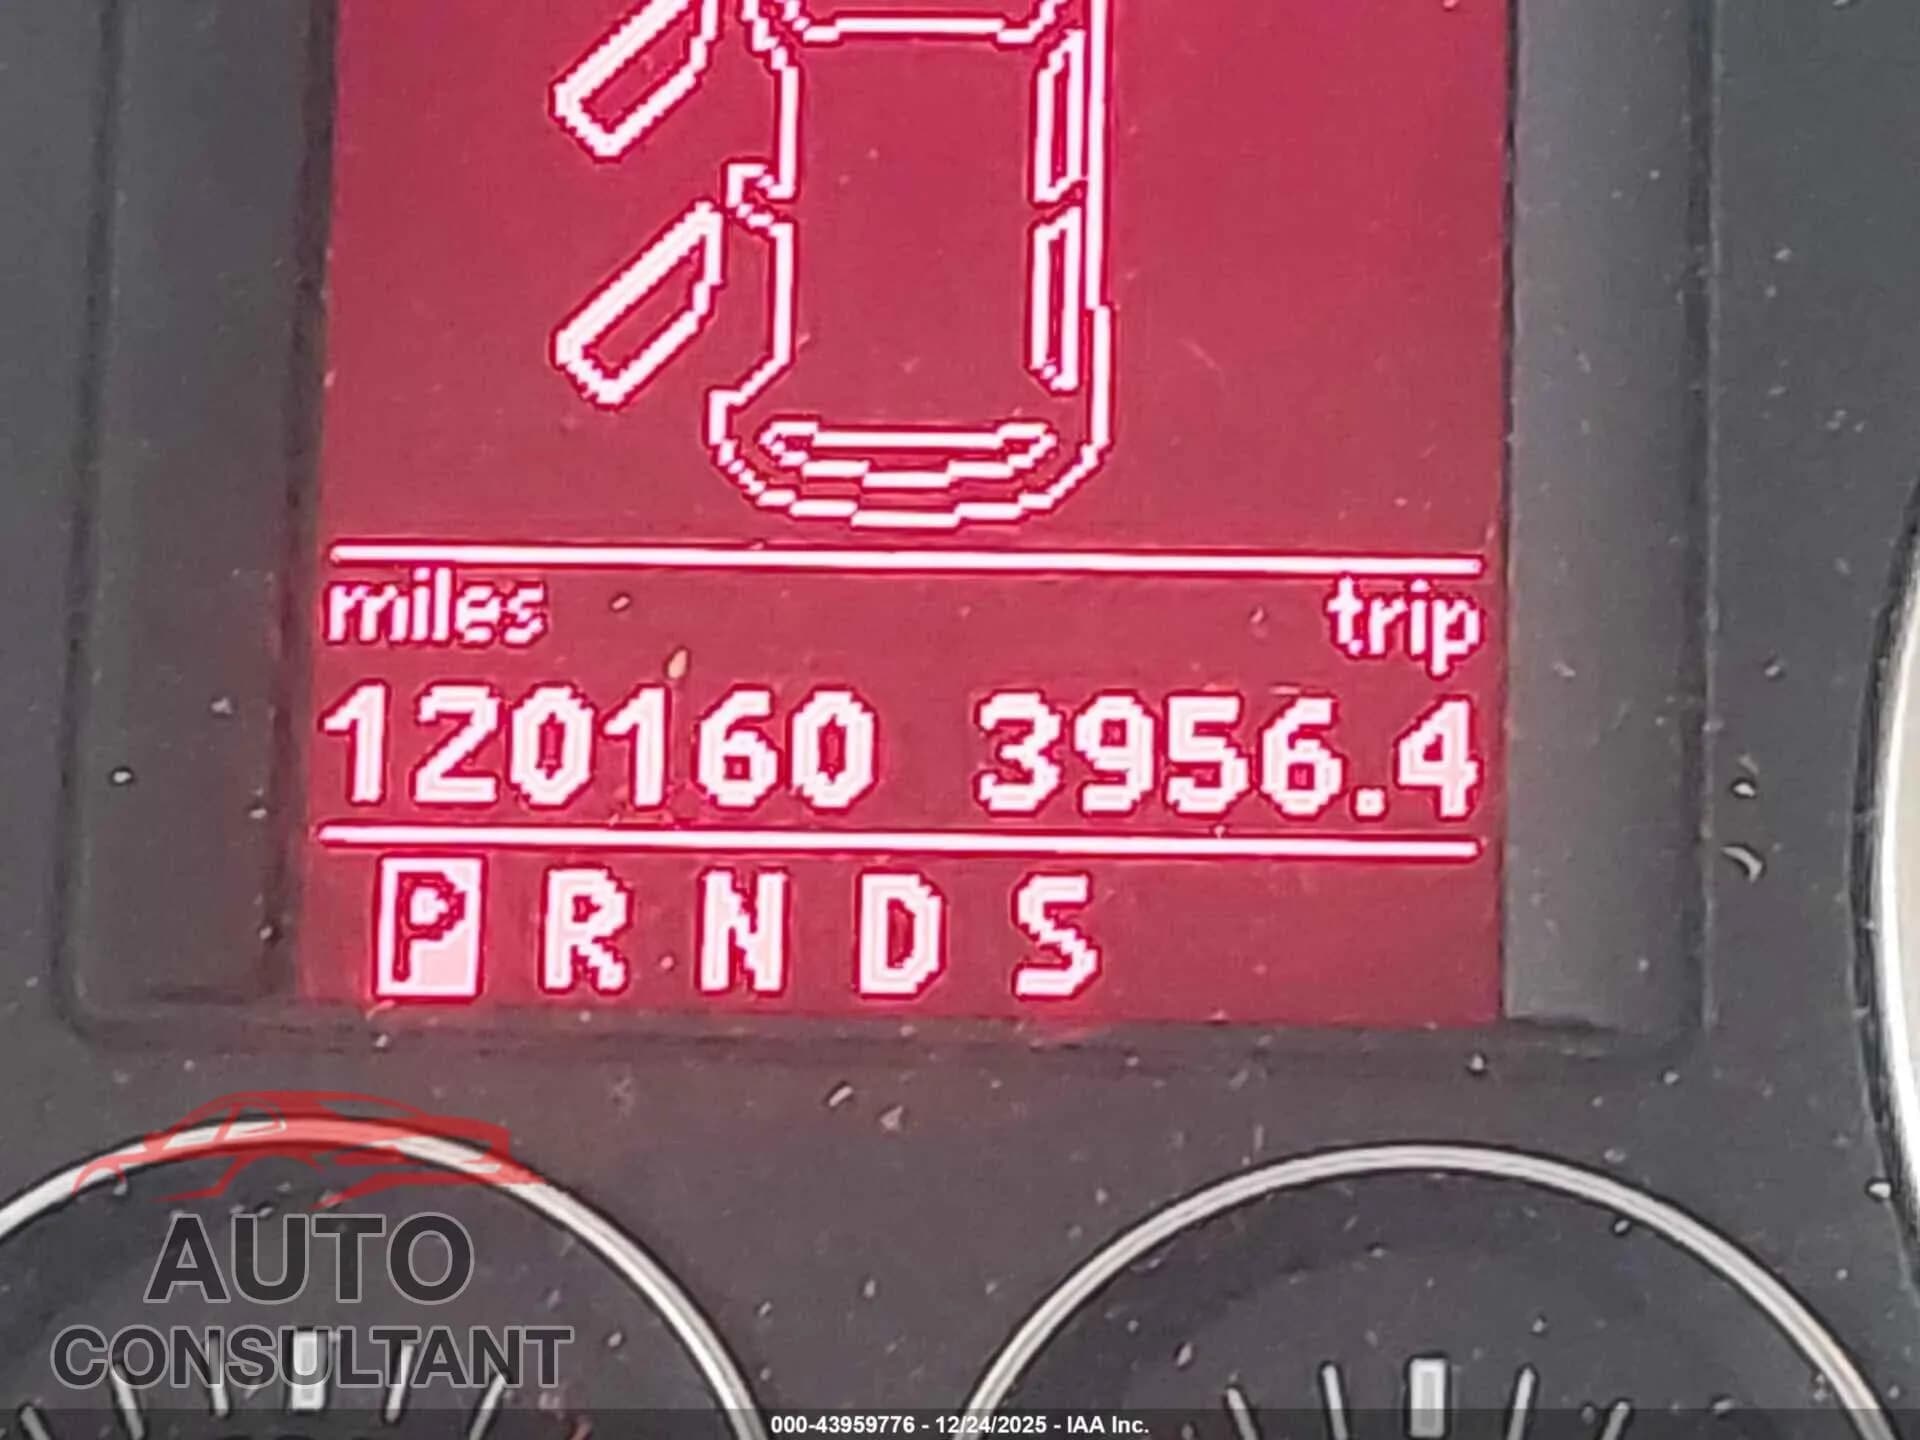 miles trip
120160 3956.4
P R N D S
AUTO
CONSULTANT
000-43959776 - 12/24/2025 - IAA Inc.